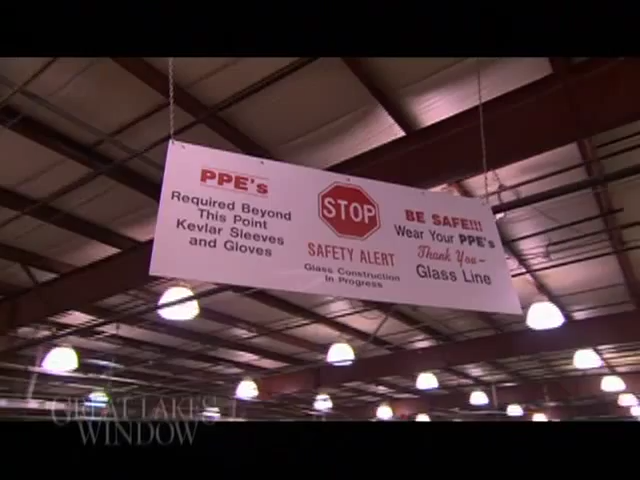 PPE's
Required Beyond
This Point
Kevlar Sleeves
and Gloves
STOP
SAFETY ALERT
Glass Construction
In Progress
BE SAFE!!!
Wear Your PPE's
Thank You~
Glass Line
GREAT LAKES
WINDOW